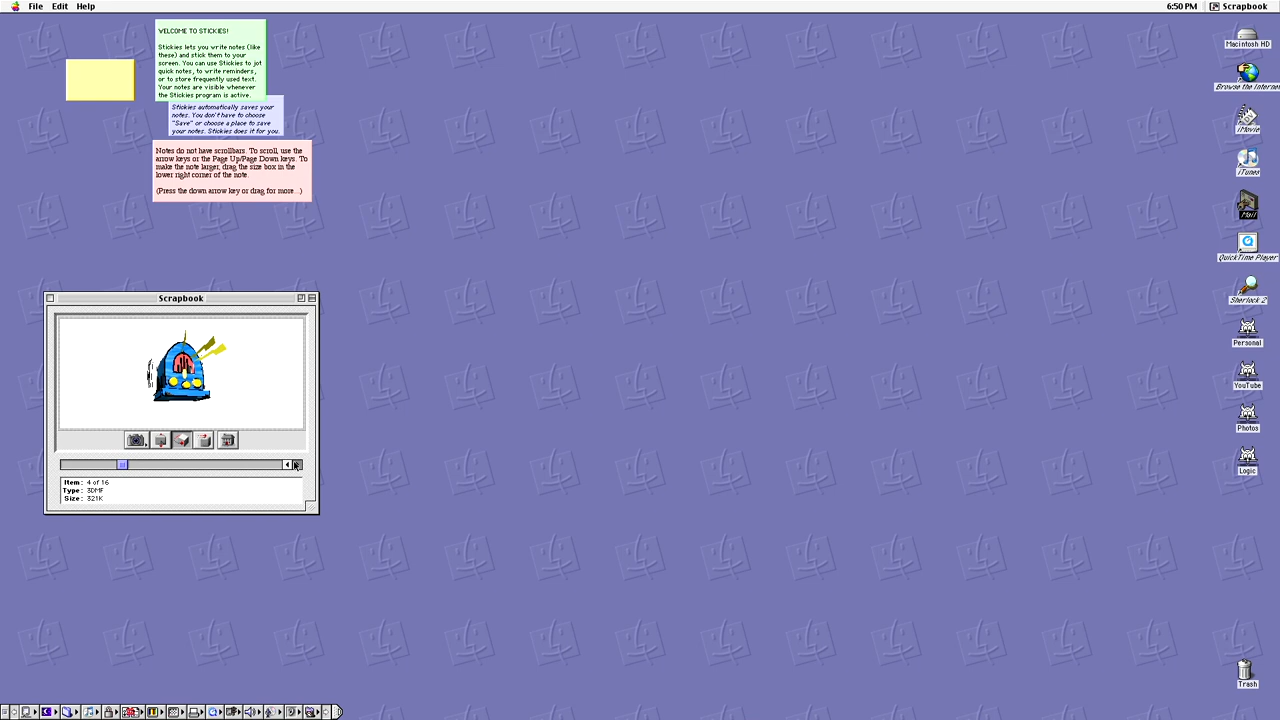 File Edit Help
6:50 PM Scrapbook
WELCOME TO STICKIES!
Stickies lets you write notes (like
these) and stick them to your
screen. You can use Stickies to jot
quick notes, to write reminders,
or to store frequently used text.
Your notes are visible whenever
the Stickies program is active.
Stickies automatically saves your
notes. You don't have to choose
"Save" or choose a place to save
your notes. Stickies does it for you.
Notes do not have scrollbars. To scroll, use the
arrow keys or the Page Up/Page Down keys. To
make the note larger, drag the size box in the
lower right corner of the note.
(Press the down arrow key or drag for more...)
Macintosh HD
Browse the Internet
iMovie
iTunes
Mail
QuickTime Player
Sherlock 2
Personal
YouTube
Photos
Logic
Trash
Scrapbook
Item: 4 of 16
Type: 3DMF
Size: 321K